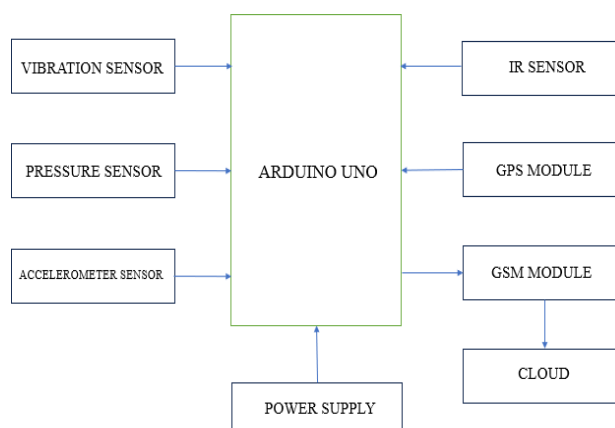 VIBRATION SENSOR
PRESSURE SENSOR
ACCELEROMETER SENSOR
ARDUINO UNO
POWER SUPPLY
IR SENSOR
GPS MODULE
GSM MODULE
CLOUD